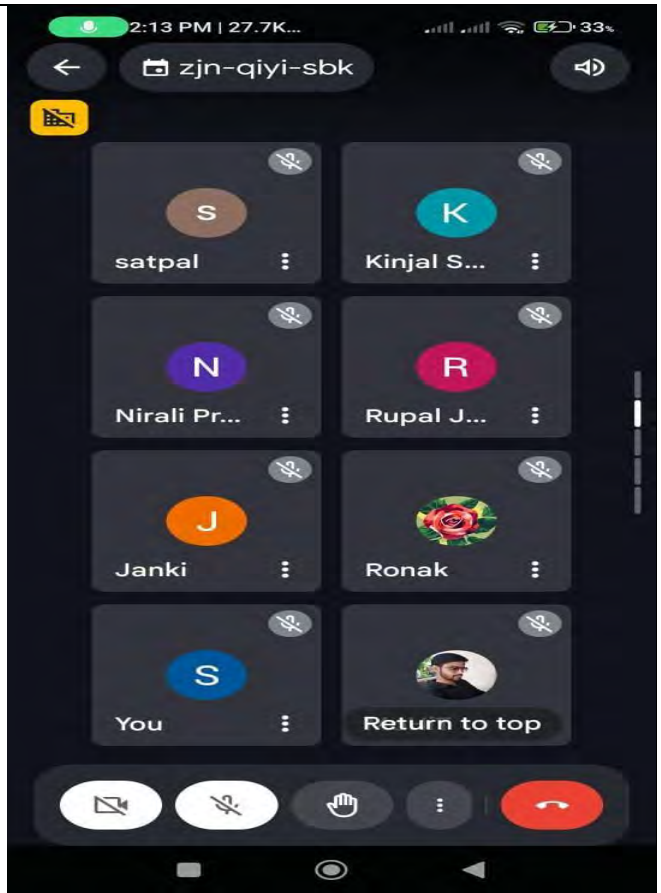 2:13 PM | 27.7K... 33%
zjn-qiyi-sbk
S K
satpal Kinjal S...
N R
Nirali Pr... Rupal J...
J
Janki Ronak
S
You Return to top